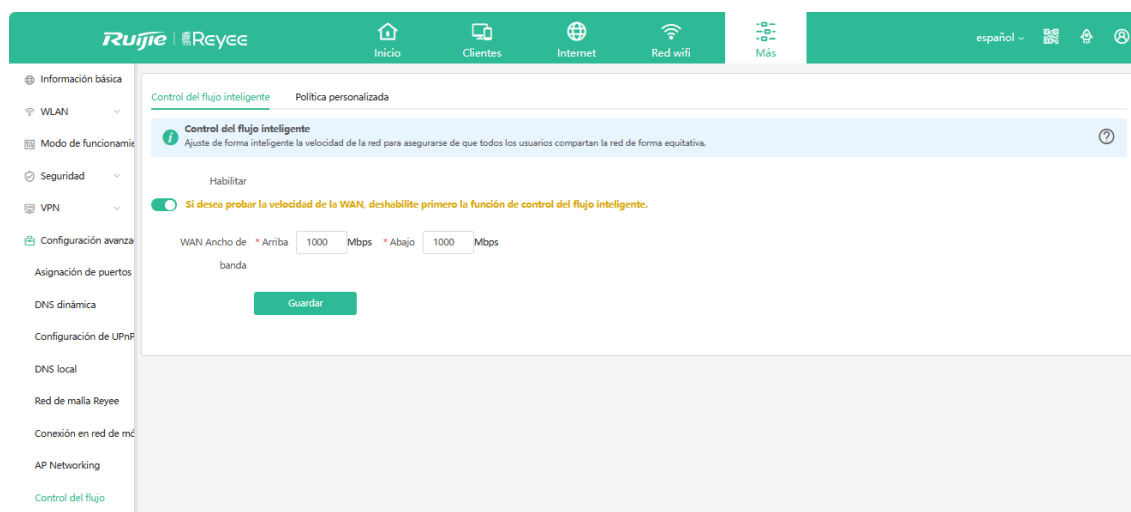 Ruijie | Reyee
Inicio
Clientes
Internet
Red wifi
Más
español
Información básica
WLAN
Modo de funcionamie
Seguridad
VPN
Configuración avanza
Asignación de puertos
DNS dinámica
Configuración de UPnP
DNS local
Red de malla Reyee
Conexión en red de mó
AP Networking
Control del flujo
Control del flujo inteligente
Política personalizada
Control del flujo inteligente
Ajuste de forma inteligente la velocidad de la red para asegurarse de que todos los usuarios compartan la red de forma equitativa,
Habilitar
Si desea probar la velocidad de la WAN, deshabilite primero la función de control del flujo inteligente.
WAN Ancho de banda
* Arriba 1000 Mbps * Abajo 1000 Mbps
Guardar